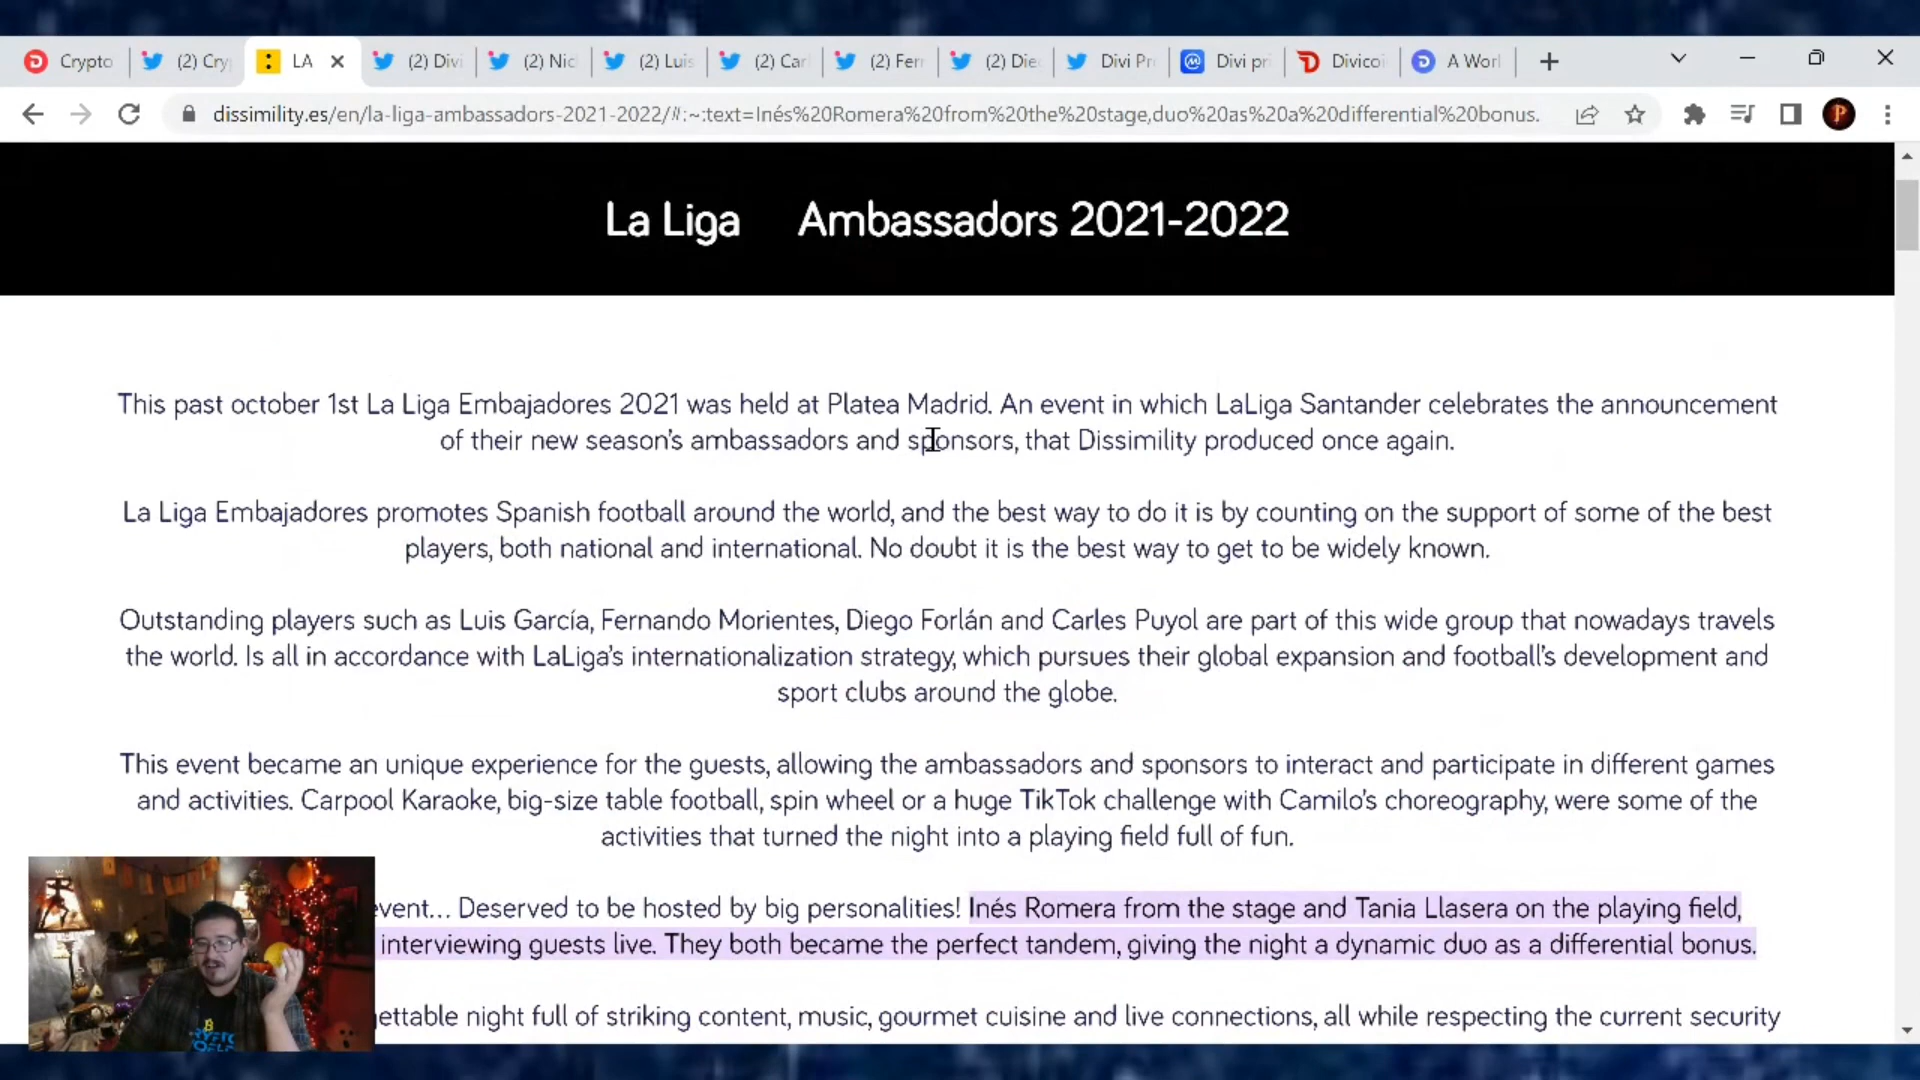 Crypto
(2) Cry
LA
(2) Divi
(2) Nic
(2) Luis
(2) Car
(2) Fer
(2) Die
Divi Pr
Divi pri
Divicoi
A Worl
dissimility.es/en/la-liga-ambassadors-2021-2022/#:~:text=Inés%20Romera%20from%20the%20stage,duo%20as%20a%20differential%20bonus.
La Liga Ambassadors 2021-2022
This past october 1st La Liga Embajadores 2021 was held at Platea Madrid. An event in which LaLiga Santander celebrates the announcement
of their new season's ambassadors and sponsors, that Dissimility produced once again.
La Liga Embajadores promotes Spanish football around the world, and the best way to do it is by counting on the support of some of the best
players, both national and international. No doubt it is the best way to get to be widely known.
Outstanding players such as Luis García, Fernando Morientes, Diego Forlán and Carles Puyol are part of this wide group that nowadays travels
the world. Is all in accordance with LaLiga's internationalization strategy, which pursues their global expansion and football's development and
sport clubs around the globe.
This event became an unique experience for the guests, allowing the ambassadors and sponsors to interact and participate in different games
and activities. Carpool Karaoke, big-size table football, spin wheel or a huge TikTok challenge with Camilo's choreography, were some of the
activities that turned the night into a playing field full of fun.
event... Deserved to be hosted by big personalities! Inés Romera from the stage and Tania Llasera on the playing field,
interviewing guests live. They both became the perfect tandem, giving the night a dynamic duo as a differential bonus.
gettable night full of striking content, music, gourmet cuisine and live connections, all while respecting the current security